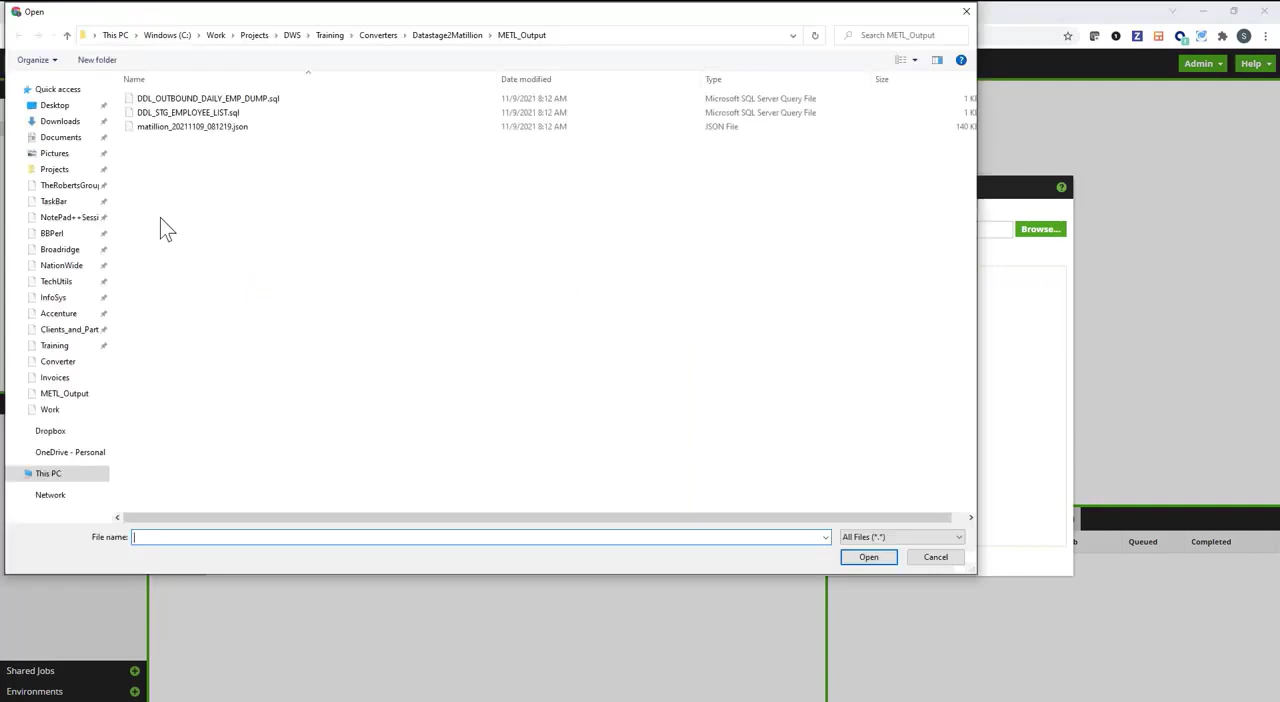 Open
This PC > Windows (C:) > Work > Projects > DWS > Training > Converters > Datastage2Matillion > METL_Output
Search METL_Output
Admin
Help
Organize
New folder
Name
Date modified
Type
Size
DDL_OUTBOUND_DAILY_EMP_DUMP.sql
11/9/2021 8:12 AM
Microsoft SQL Server Query File
1 K
DDL_STG_EMPLOYEE_LIST.sql
11/9/2021 8:12 AM
Microsoft SQL Server Query File
1 K
matillion_20211109_081219.json
11/9/2021 8:12 AM
JSON File
140 K
Quick access
Desktop
Downloads
Documents
Pictures
Projects
TheRobertsGrou
TaskBar
NotePad++Sessi
BBPerl
Broadridge
NationWide
TechUtils
InfoSys
Accenture
Clients_and_Part
Training
Converter
Invoices
METL_Output
Work
Dropbox
OneDrive - Personal
This PC
Network
Browse...
File name:
All Files (*.*)
Open
Cancel
b
Queued
Completed
Shared Jobs
Environments